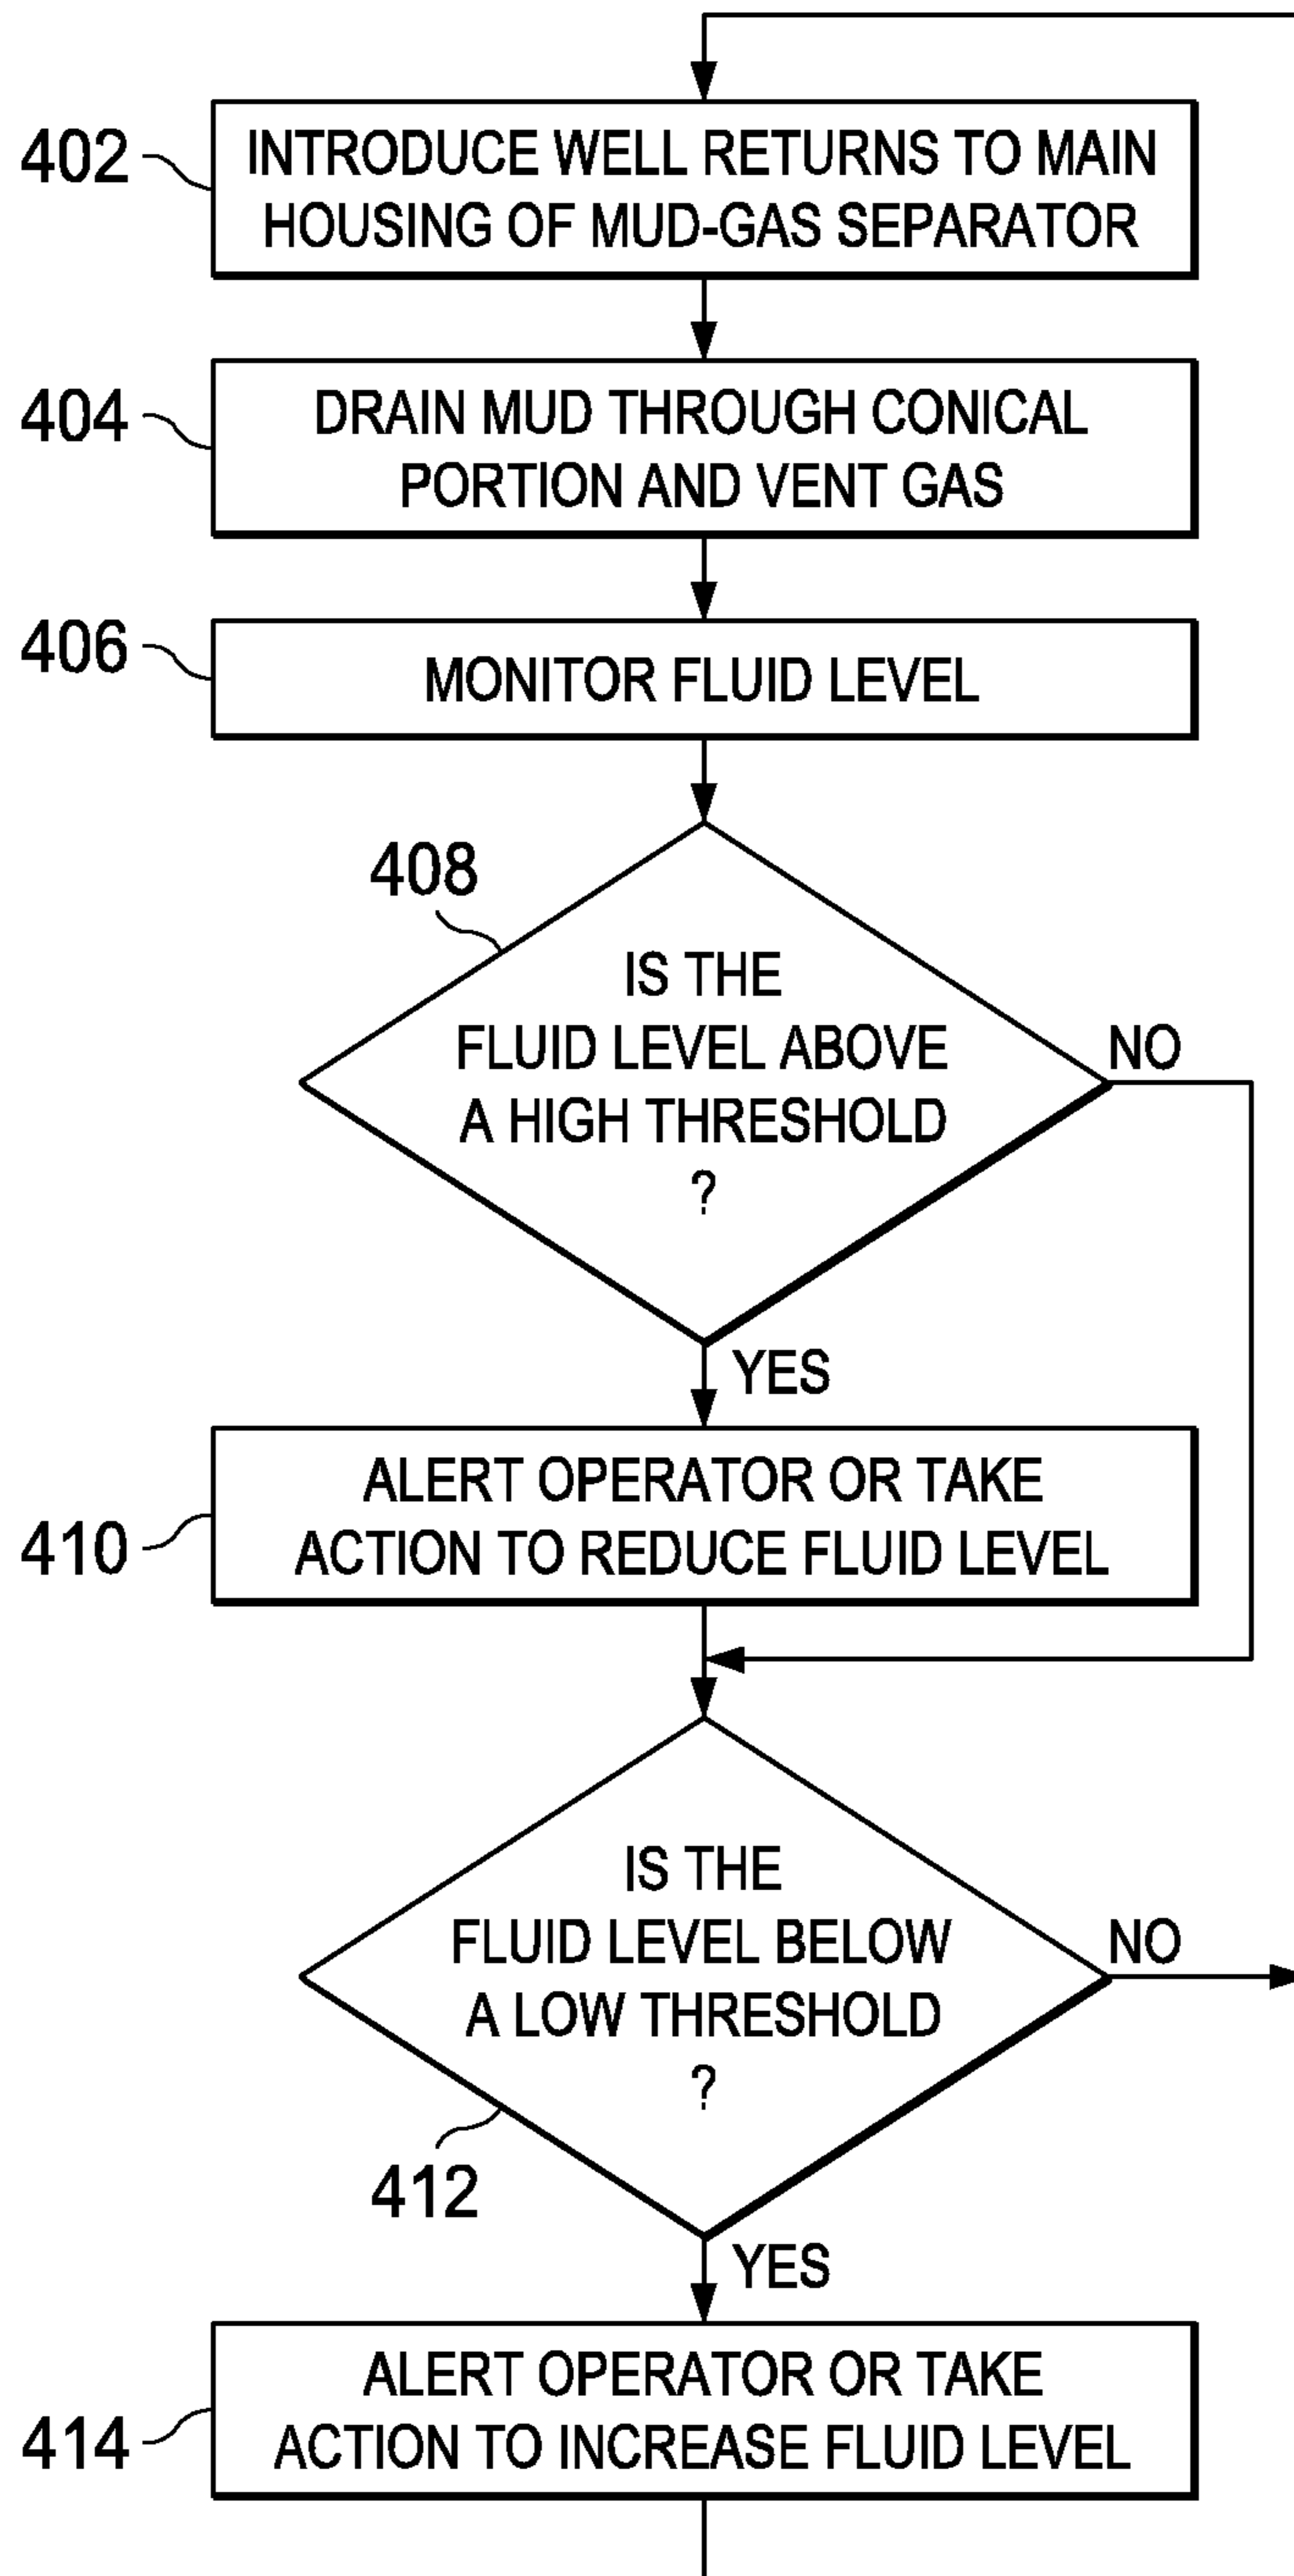 402
INTRODUCE WELL RETURNS TO MAIN
HOUSING OF MUD-GAS SEPARATOR
404
DRAIN MUD THROUGH CONICAL
PORTION AND VENT GAS
406
MONITOR FLUID LEVEL
408
IS THE
FLUID LEVEL ABOVE
A HIGH THRESHOLD
?
NO
YES
410
ALERT OPERATOR OR TAKE
ACTION TO REDUCE FLUID LEVEL
IS THE
FLUID LEVEL BELOW
A LOW THRESHOLD
?
NO
412
YES
414
ALERT OPERATOR OR TAKE
ACTION TO INCREASE FLUID LEVEL